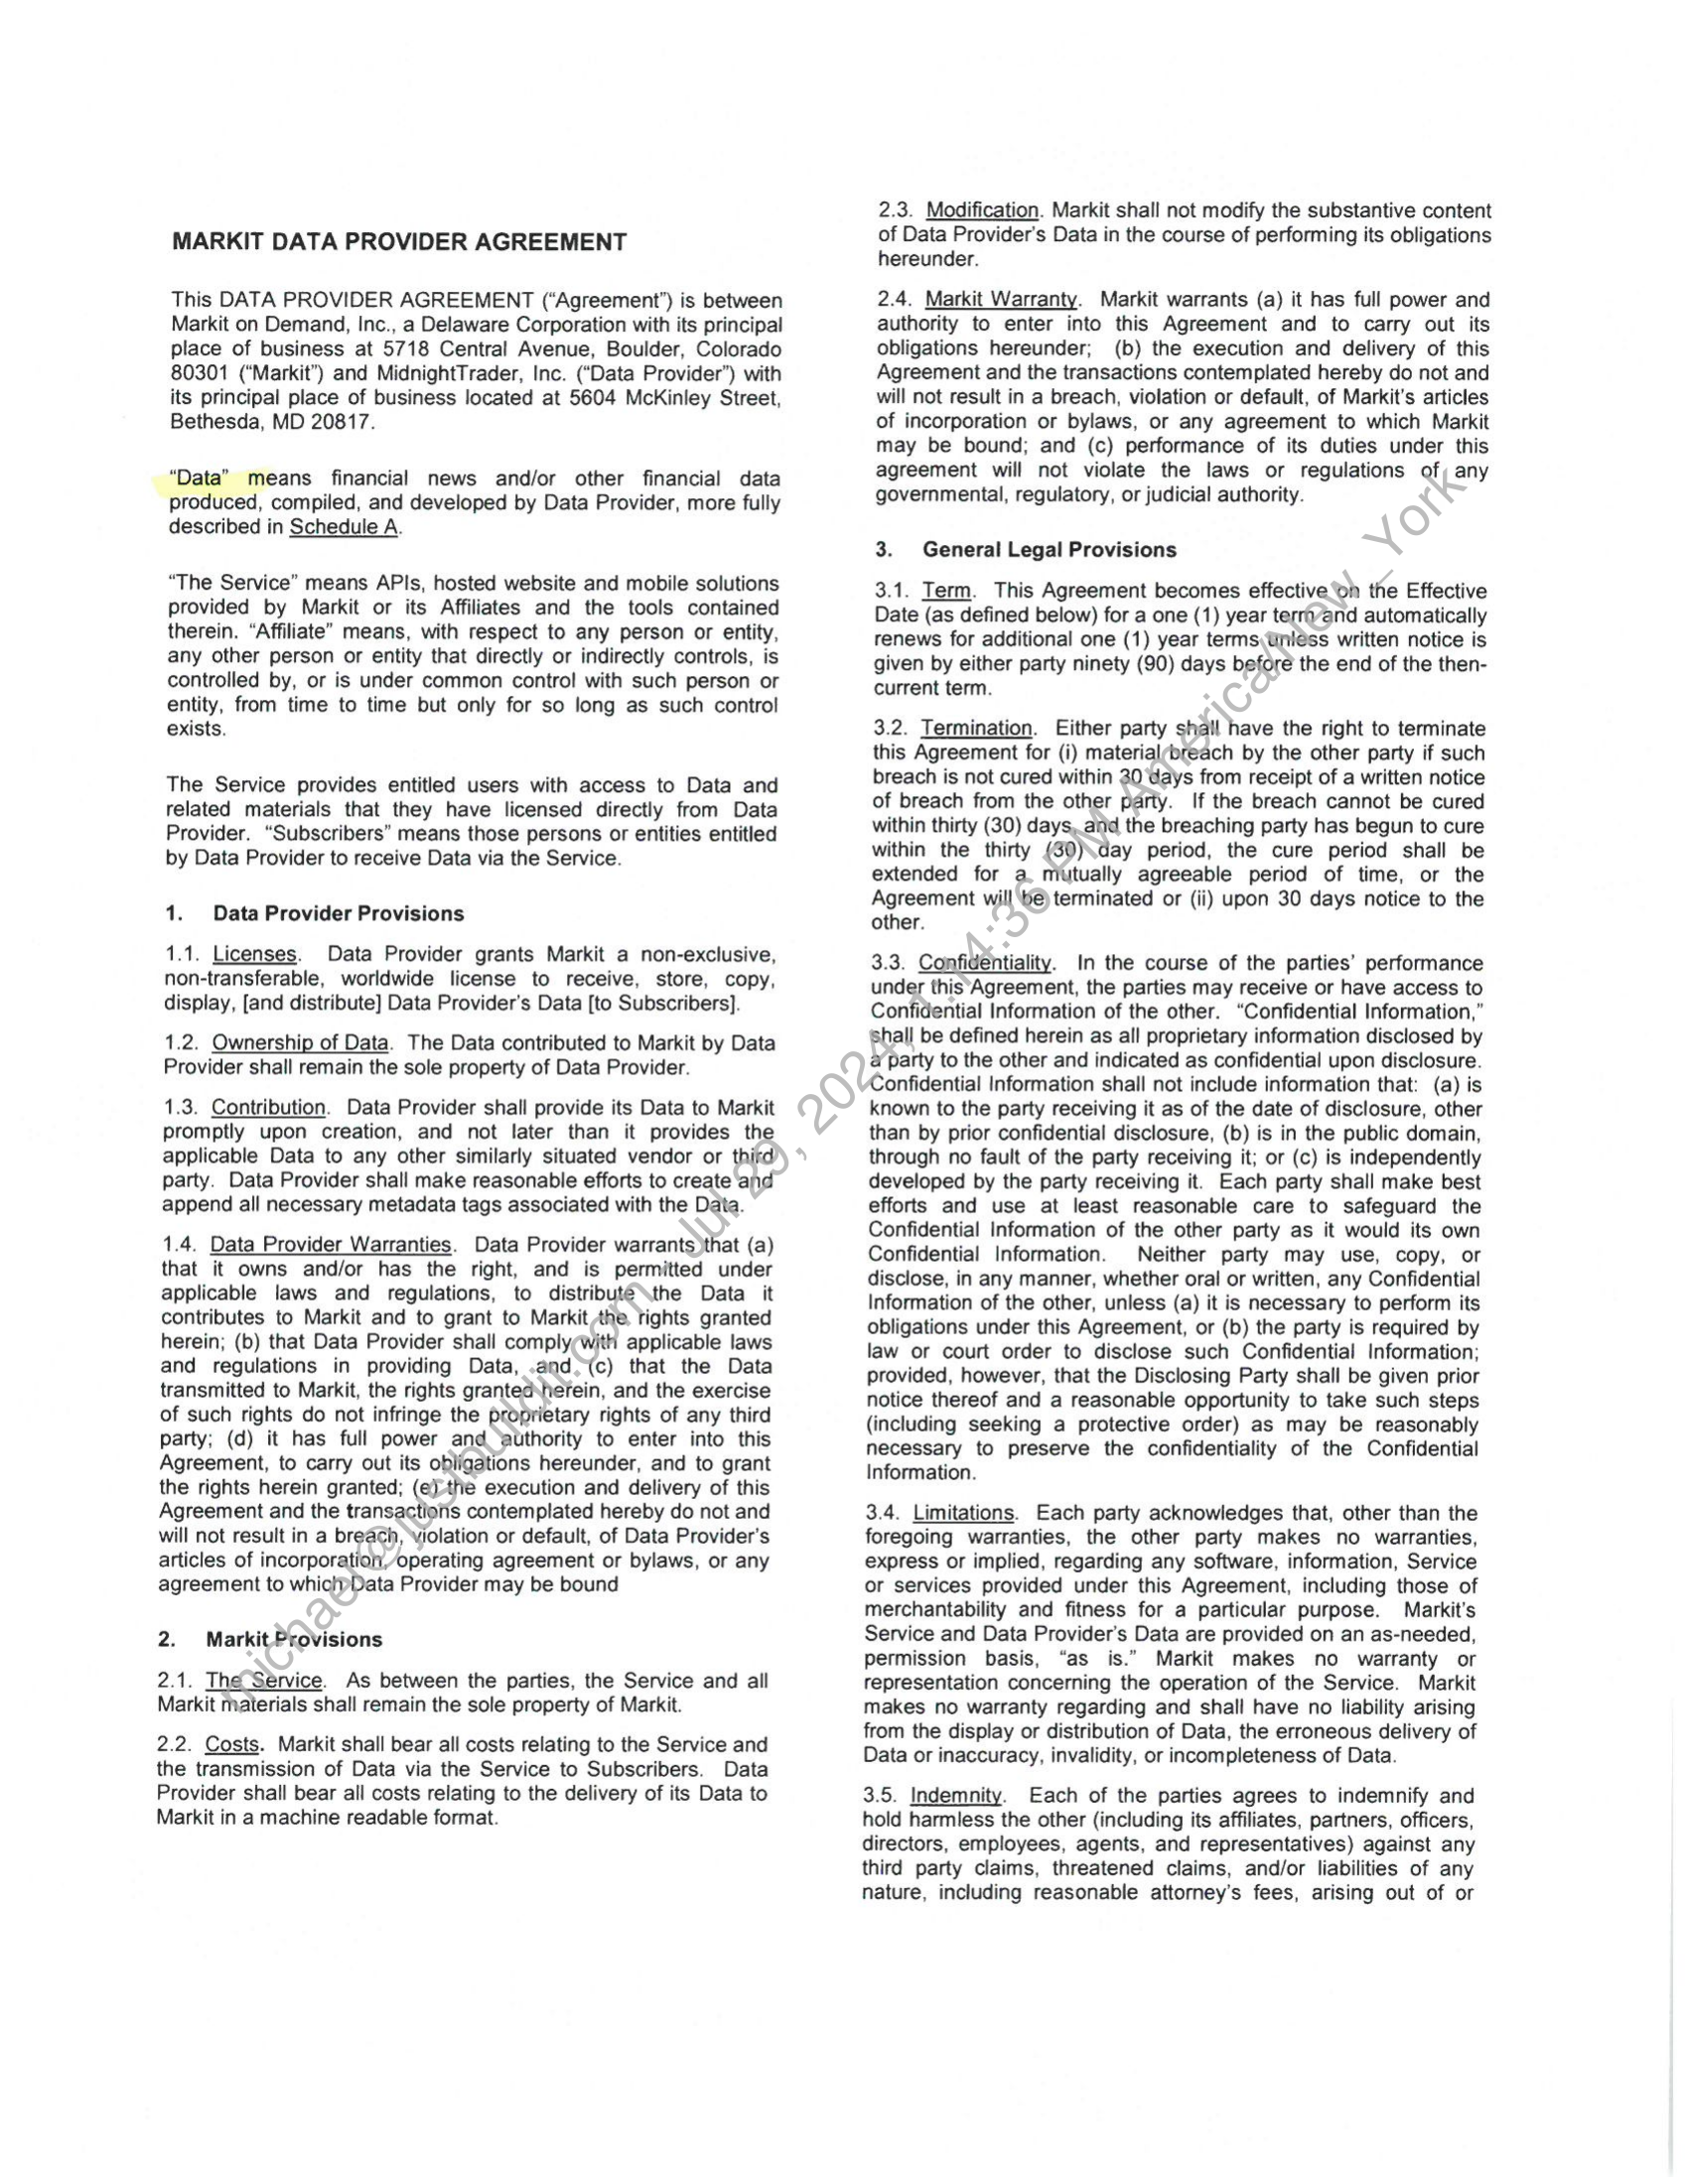 MARKIT DATA PROVIDER AGREEMENT
This DATA PROVIDER AGREEMENT (“Agreement”) is between
Markit on Demand, Inc., a Delaware Corporation with its principal
place of business at 5718 Central Avenue, Boulder, Colorado
80301 (“Markit”) and MidnightTrader, Inc. (“Data Provider”) with
its principal place of business located at 5604 McKinley Street,
Bethesda, MD 20817.
“Data” means financial news and/or other financial data
produced, compiled, and developed by Data Provider, more fully
described in Schedule A.
“The Service” means APIs, hosted website and mobile solutions
provided by Markit or its Affiliates and the tools contained
therein. “Affiliate” means, with respect to any person or entity,
any other person or entity that directly or indirectly controls, is
controlled by, or is under common control with such person or
entity, from time to time but only for so long as such control
exists.
The Service provides entitled users with access to Data and
related materials that they have licensed directly from Data
Provider. “Subscribers” means those persons or entities entitled
by Data Provider to receive Data via the Service.
1. Data Provider Provisions
1.1. Licenses. Data Provider grants Markit a non-exclusive,
non-transferable, worldwide license to receive, store, copy,
display, [and distribute] Data Provider's Data [to Subscribers].
1.2. Ownership of Data. The Data contributed to Markit by Data
Provider shall remain the sole property of Data Provider.
1.3. Contribution. Data Provider shall provide its Data to Markit
promptly upon creation, and not later than it provides the
applicable Data to any other similarly situated vendor or third
party. Data Provider shall make reasonable efforts to create and
append all necessary metadata tags associated with the Data.
1.4. Data Provider Warranties. Data Provider warrants that (a)
that it owns and/or has the right, and is permitted under
applicable laws and regulations, to distribute the Data it
contributes to Markit and to grant to Markit the rights granted
herein; (b) that Data Provider shall comply with applicable laws
and regulations in providing Data, and (c) that the Data
transmitted to Markit, the rights granted herein, and the exercise
of such rights do not infringe the proprietary rights of any third
party; (d) it has full power and authority to enter into this
Agreement, to carry out its obligations hereunder, and to grant
the rights herein granted; (e) the execution and delivery of this
Agreement and the transactions contemplated hereby do not and
will not result in a breach, violation or default, of Data Provider's
articles of incorporation, operating agreement or bylaws, or any
agreement to which Data Provider may be bound
2. Markit Provisions
2.1. The Service. As between the parties, the Service and all
Markit materials shall remain the sole property of Markit.
2.2. Costs. Markit shall bear all costs relating to the Service and
the transmission of Data via the Service to Subscribers. Data
Provider shall bear all costs relating to the delivery of its Data to
Markit in a machine readable format.
2.3. Modification. Markit shall not modify the substantive content
of Data Provider's Data in the course of performing its obligations
hereunder.
2.4. Markit Warranty. Markit warrants (a) it has full power and
authority to enter into this Agreement and to carry out its
obligations hereunder; (b) the execution and delivery of this
Agreement and the transactions contemplated hereby do not and
will not result in a breach, violation or default, of Markit's articles
of incorporation or bylaws, or any agreement to which Markit
may be bound; and (c) performance of its duties under this
agreement will not violate the laws or regulations of any
governmental, regulatory, or judicial authority.
3. General Legal Provisions
3.1. Term. This Agreement becomes effective on the Effective
Date (as defined below) for a one (1) year term and automatically
renews for additional one (1) year terms unless written notice is
given by either party ninety (90) days before the end of the then-
current term.
3.2. Termination. Either party shall have the right to terminate
this Agreement for (i) material breach by the other party if such
breach is not cured within 30 days from receipt of a written notice
of breach from the other party. If the breach cannot be cured
within thirty (30) days, and the breaching party has begun to cure
within the thirty (30) day period, the cure period shall be
extended for a mutually agreeable period of time, or the
Agreement will be terminated or (ii) upon 30 days notice to the
other.
3.3. Confidentiality. In the course of the parties' performance
under this Agreement, the parties may receive or have access to
Confidential Information of the other. “Confidential Information,”
shall be defined herein as all proprietary information disclosed by
a party to the other and indicated as confidential upon disclosure.
Confidential Information shall not include information that: (a) is
known to the party receiving it as of the date of disclosure, other
than by prior confidential disclosure, (b) is in the public domain,
through no fault of the party receiving it; or (c) is independently
developed by the party receiving it. Each party shall make best
efforts and use at least reasonable care to safeguard the
Confidential Information of the other party as it would its own
Confidential Information. Neither party may use, copy, or
disclose, in any manner, whether oral or written, any Confidential
Information of the other, unless (a) it is necessary to perform its
obligations under this Agreement, or (b) the party is required by
law or court order to disclose such Confidential Information;
provided, however, that the Disclosing Party shall be given prior
notice thereof and a reasonable opportunity to take such steps
(including seeking a protective order) as may be reasonably
necessary to preserve the confidentiality of the Confidential
Information.
3.4. Limitations. Each party acknowledges that, other than the
foregoing warranties, the other party makes no warranties,
express or implied, regarding any software, information, Service
or services provided under this Agreement, including those of
merchantability and fitness for a particular purpose. Markit's
Service and Data Provider's Data are provided on an as-needed,
permission basis, “as is.” Markit makes no warranty or
representation concerning the operation of the Service. Markit
makes no warranty regarding and shall have no liability arising
from the display or distribution of Data, the erroneous delivery of
Data or inaccuracy, invalidity, or incompleteness of Data.
3.5. Indemnity. Each of the parties agrees to indemnify and
hold harmless the other (including its affiliates, partners, officers,
directors, employees, agents, and representatives) against any
third party claims, threatened claims, and/or liabilities of any
nature, including reasonable attorney's fees, arising out of or
michael@justbuildit.com - Jul 29, 2024, 1:14:36 PM America/New_York